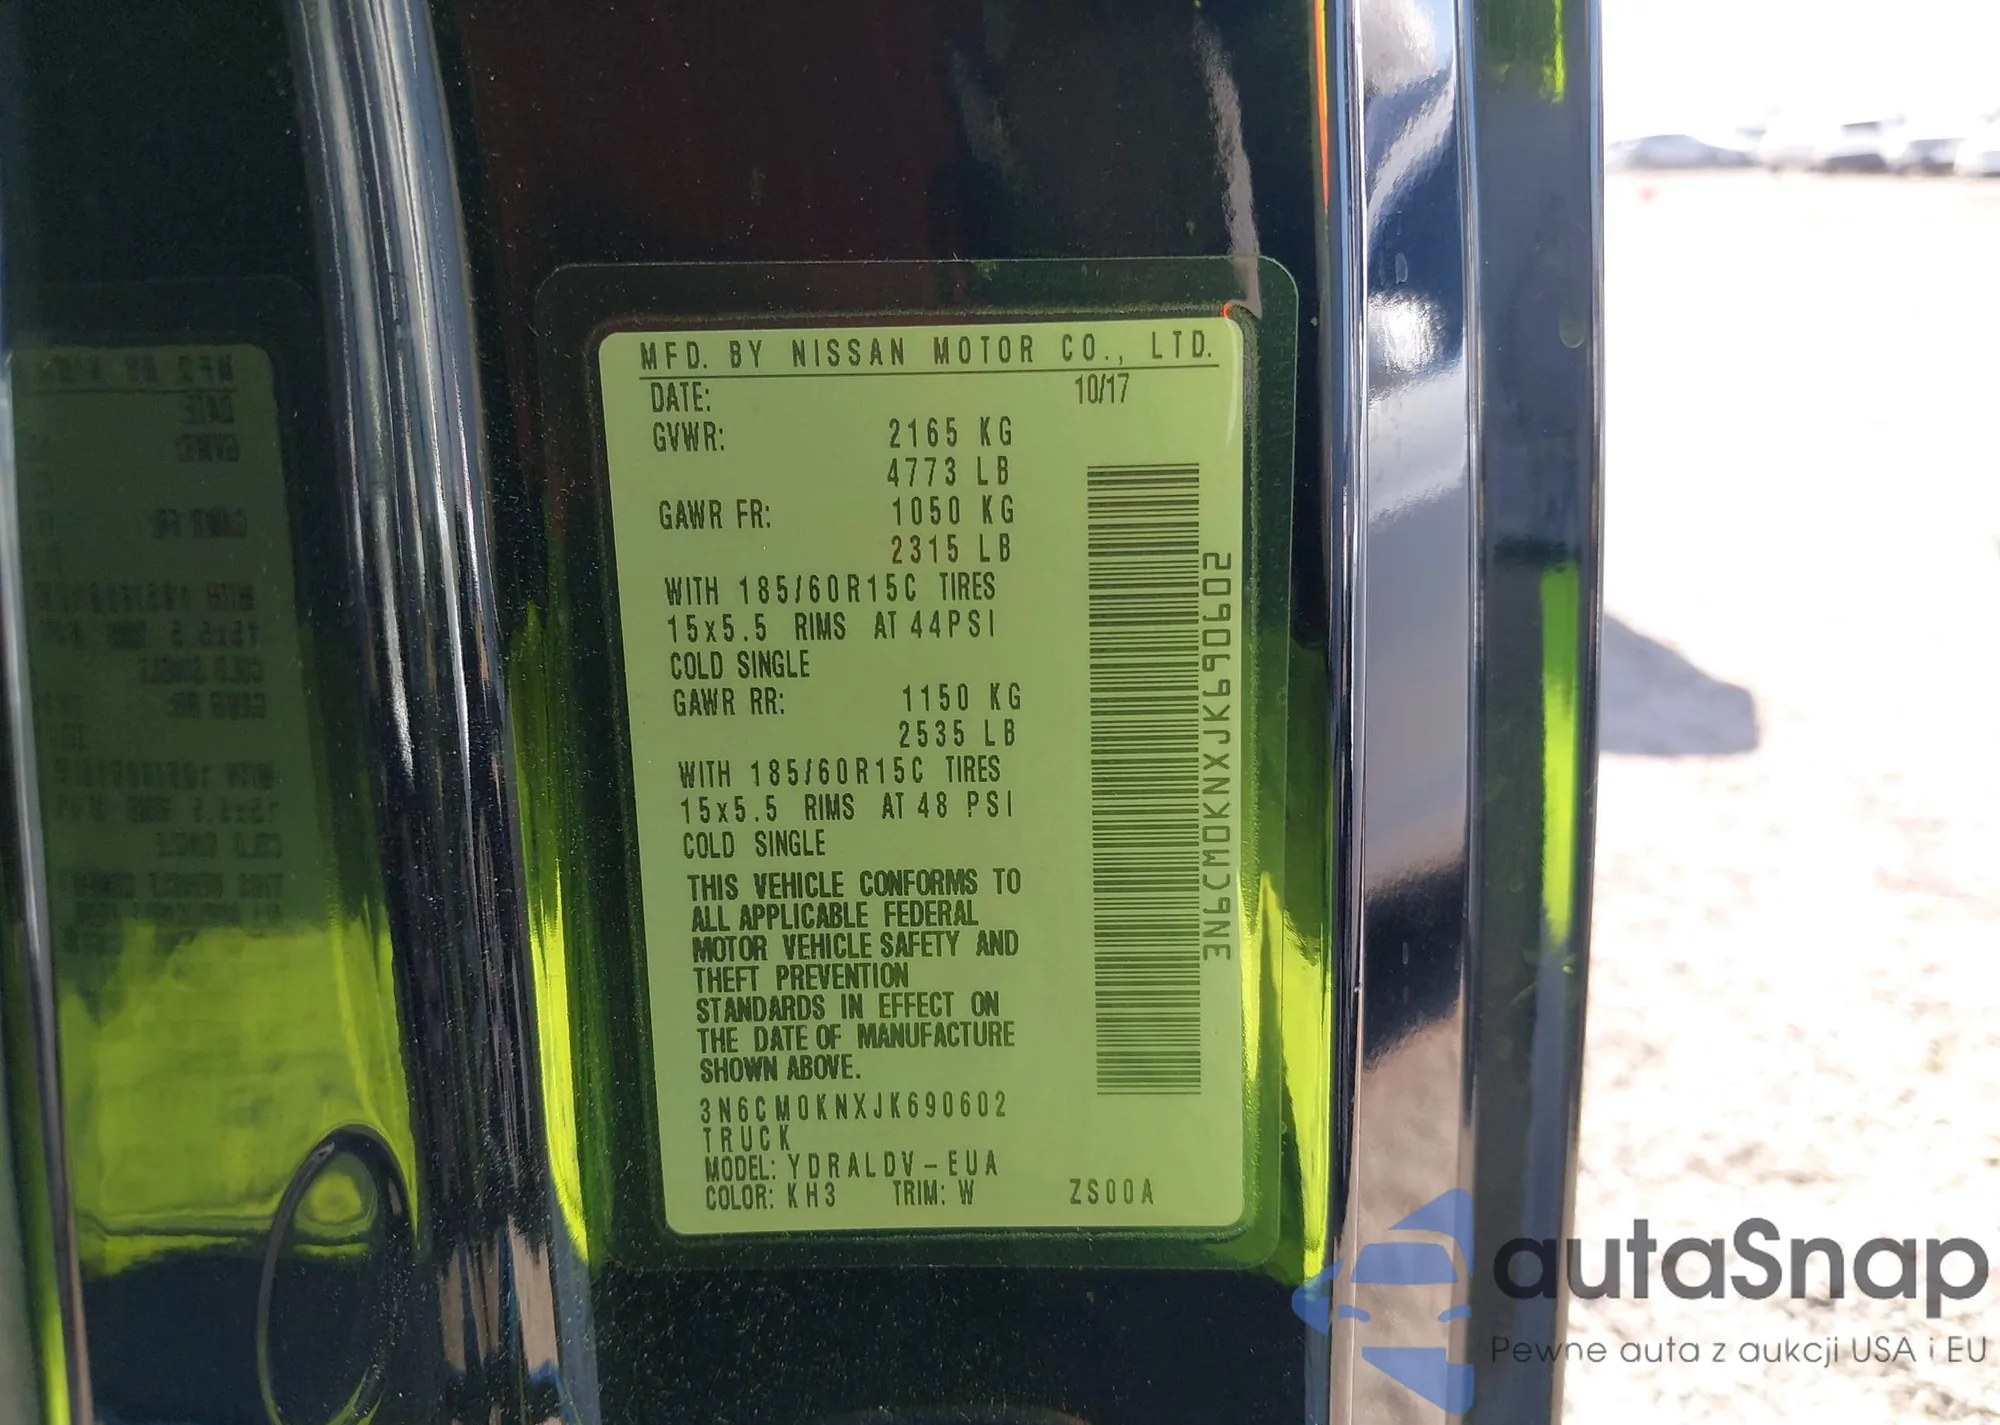 MFD. BY NISSAN MOTOR CO., LTD.
DATE: 10/17
GVWR: 2165 KG
4773 LB
GAWR FR: 1050 KG
2315 LB
WITH 185/60R15C TIRES
15x5.5 RIMS AT 44PSI
COLD SINGLE
GAWR RR: 1150 KG
2535 LB
WITH 185/60R15C TIRES
15x5.5 RIMS AT 48 PSI
COLD SINGLE
THIS VEHICLE CONFORMS TO
ALL APPLICABLE FEDERAL
MOTOR VEHICLE SAFETY AND
THEFT PREVENTION
STANDARDS IN EFFECT ON
THE DATE OF MANUFACTURE
SHOWN ABOVE.
3N6CM0KNXJK690602
TRUCK
MODEL: YDRALDV-EUA
COLOR: KH3 TRIM: W ZS00A
3N6CM0KNXJK690602
autaSnap
Pewne auta z aukcji USA i EU